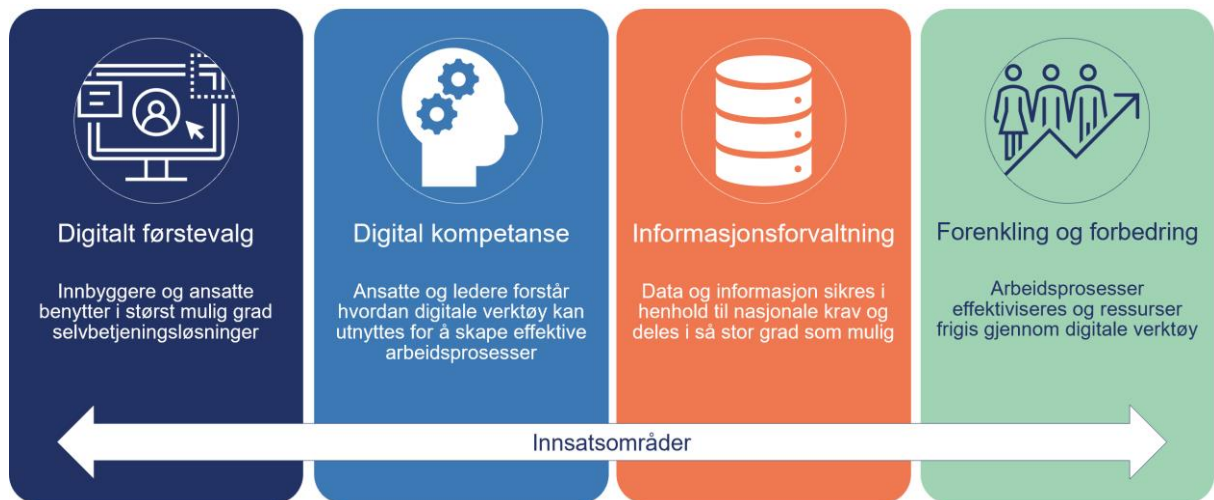 Digitalt førstevalg
Innbyggere og ansatte
benytter i størst mulig grad
selvbetjeningsløsninger
Digital kompetanse
Ansatte og ledere forstår
hvordan digitale verktøy kan
utnyttes for å skape effektive
arbeidsprosesser
Informasjonsforvaltning
Data og informasjon sikres i
henhold til nasjonale krav og
deles i så stor grad som mulig
Forenkling og forbedring
Arbeidsprosesser
effektiviseres og ressurser
frigis gjennom digitale verktøy
Innsatsområder